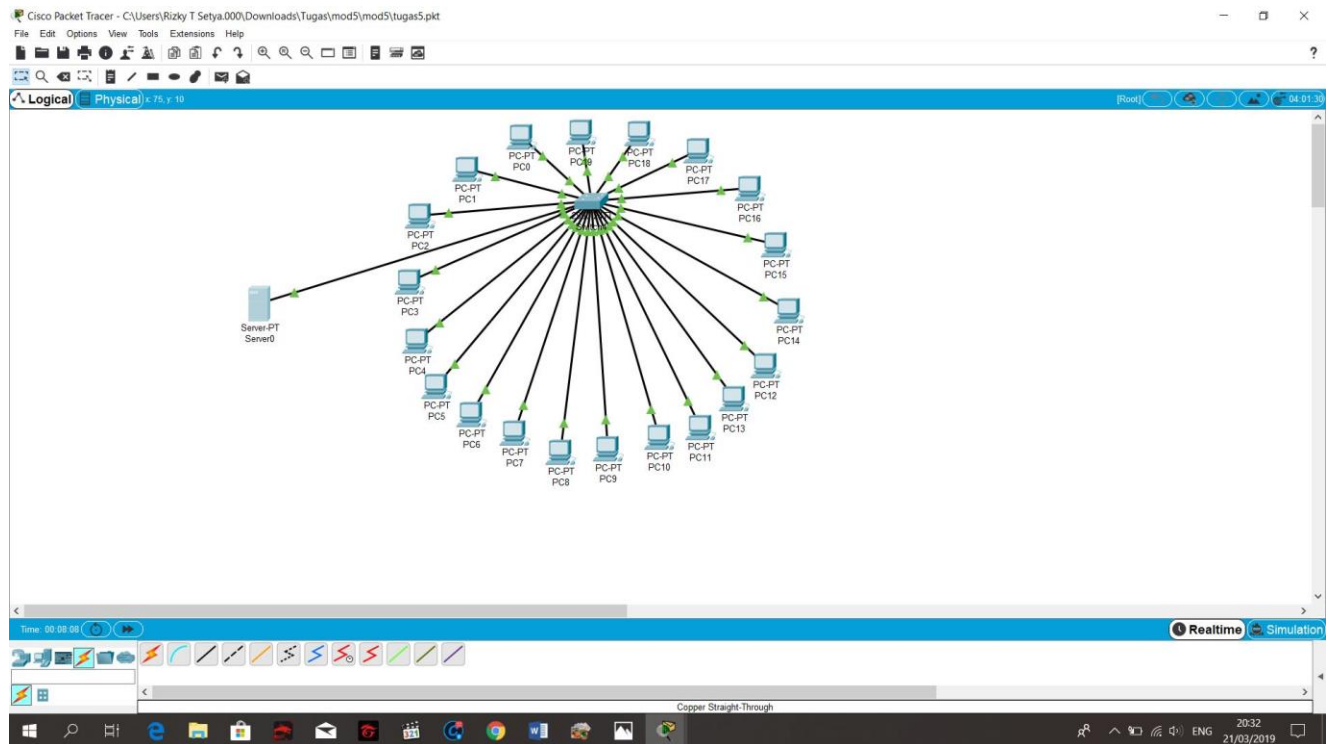 Cisco Packet Tracer - C:\Users\Rizky T Setya.000\Downloads\Tugas\mod5\mod5\tugas5.pkt
File Edit Options View Tools Extensions Help
?
Logical Physical x: 75, y: 10 [Root] 04:01:30
PC-PT
PC0
PC-PT
PC19
PC-PT
PC18
PC-PT
PC17
PC-PT
PC1
PC-PT
PC16
PC-PT
PC2
PC-PT
PC15
PC-PT
PC3
Server-PT
Server0
PC-PT
PC14
PC-PT
PC4
PC-PT
PC12
PC-PT
PC5
PC-PT
PC13
PC-PT
PC6
PC-PT
PC7
PC-PT
PC8
PC-PT
PC9
PC-PT
PC10
PC-PT
PC11
Time: 00:08:08 Realtime Simulation
Copper Straight-Through
321
ENG
20:32
21/03/2019